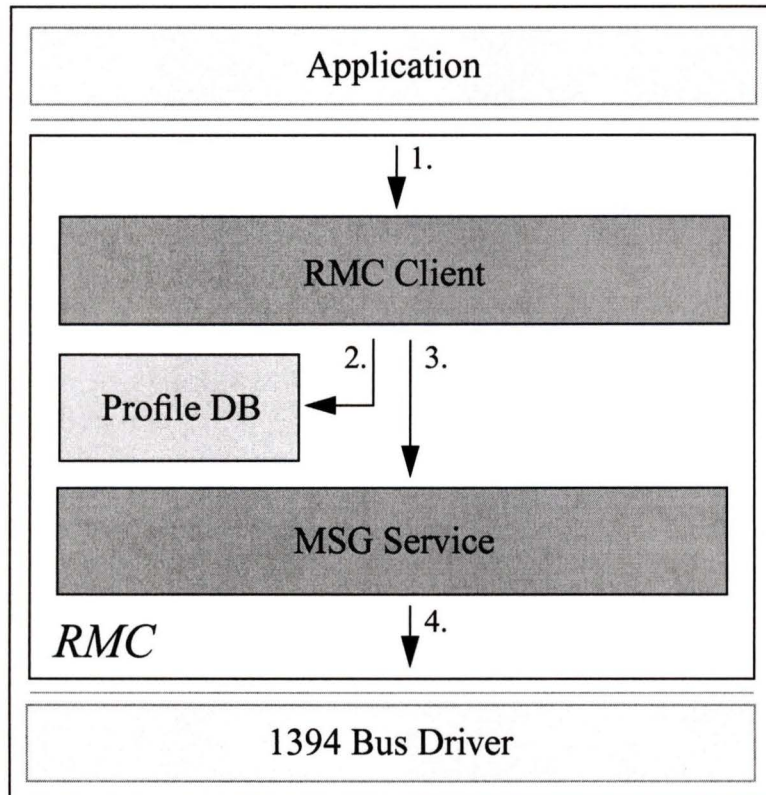 Application
1.
RMC Client
2.
3.
Profile DB
MSG Service
4.
RMC
1394 Bus Driver